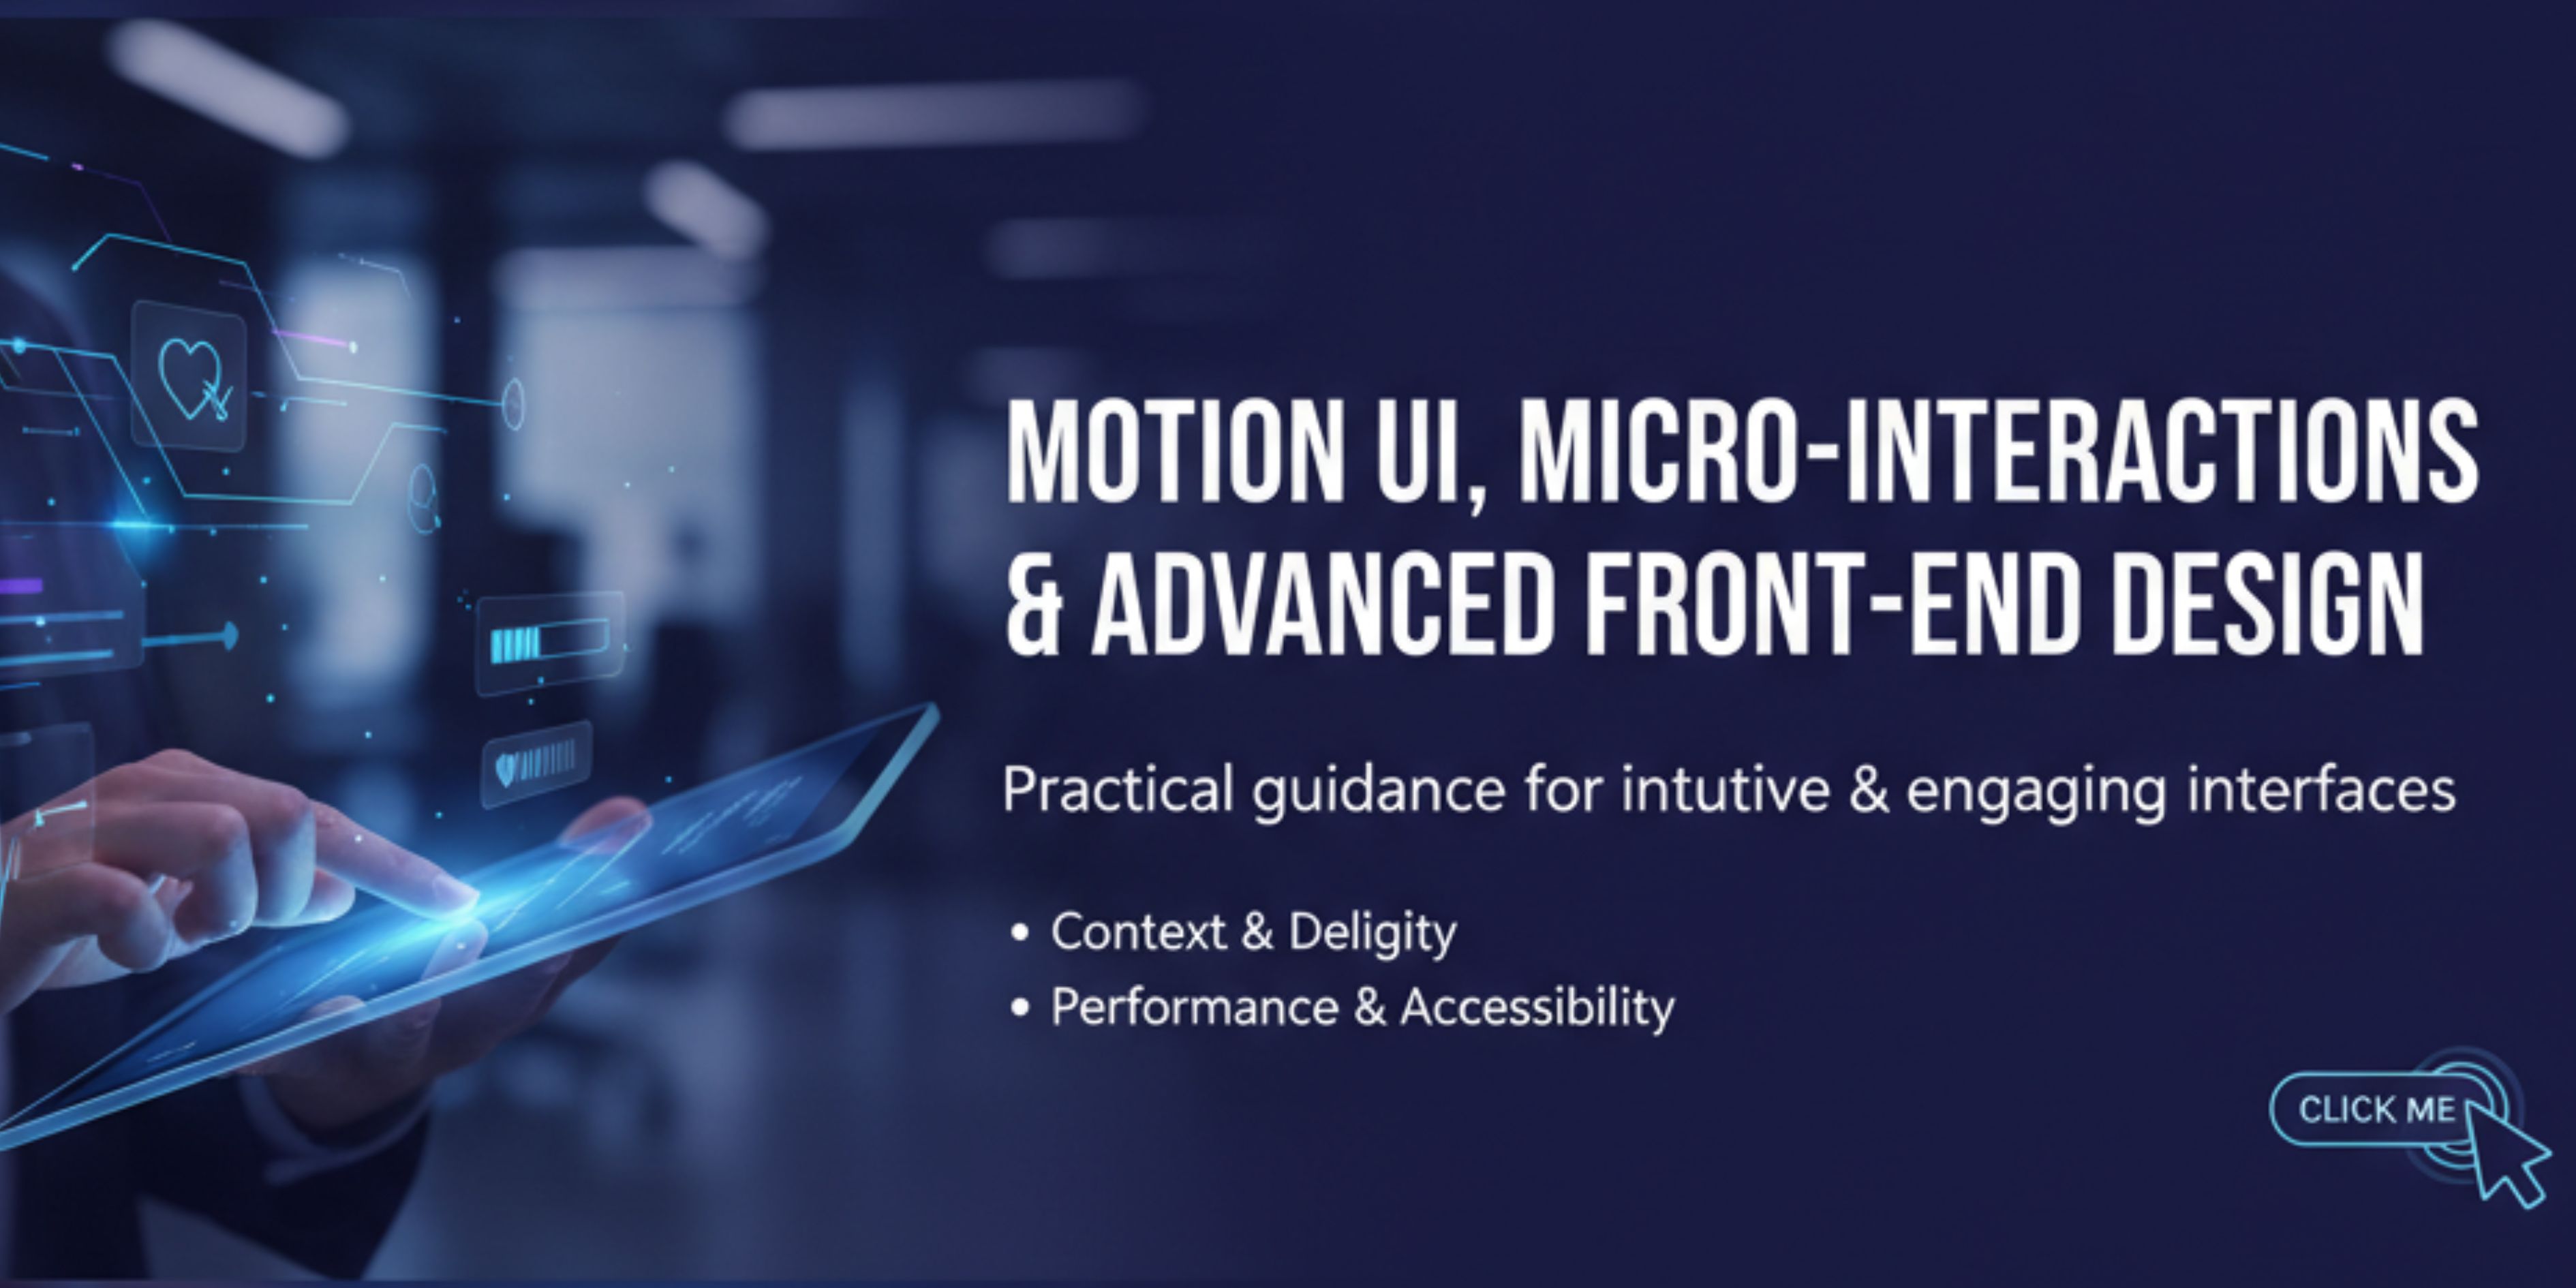 MOTION UI, MICRO-INTERACTIONS
& ADVANCED FRONT-END DESIGN
Practical guidance for intutive & engaging interfaces
• Context & Deligity
• Performance & Accessibility
CLICK ME